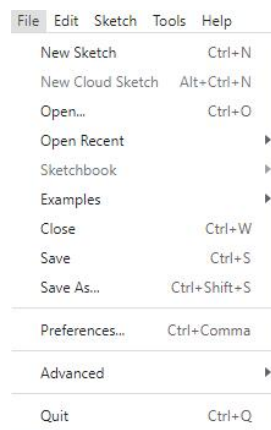 File Edit Sketch Tools Help
New Sketch Ctrl+N
New Cloud Sketch Alt+Ctrl+N
Open... Ctrl+O
Open Recent
Sketchbook
Examples
Close Ctrl+W
Save Ctrl+S
Save As... Ctrl+Shift+S
Preferences... Ctrl+Comma
Advanced
Quit Ctrl+Q